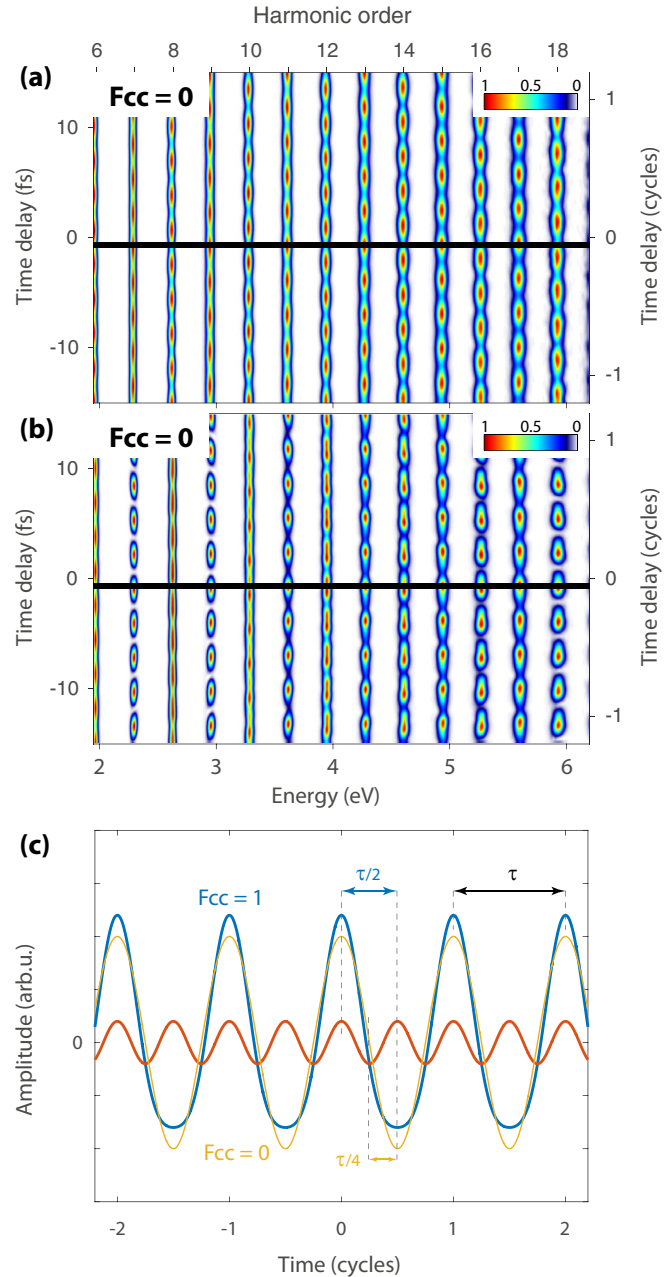 Harmonic order
6 8 10 12 14 16 18
(a)
Fcc = 0
1 0.5 0
10
0
-10
Time delay (fs)
1
0
-1
Time delay (cycles)
(b)
Fcc = 0
1 0.5 0
10
0
-10
Time delay (fs)
1
0
-1
Time delay (cycles)
2 3 4 5 6
Energy (eV)
(c)
Fcc = 1
τ/2
τ
0
Amplitude (arb.u.)
Fcc = 0
τ/4
-2 -1 0 1 2
Time (cycles)